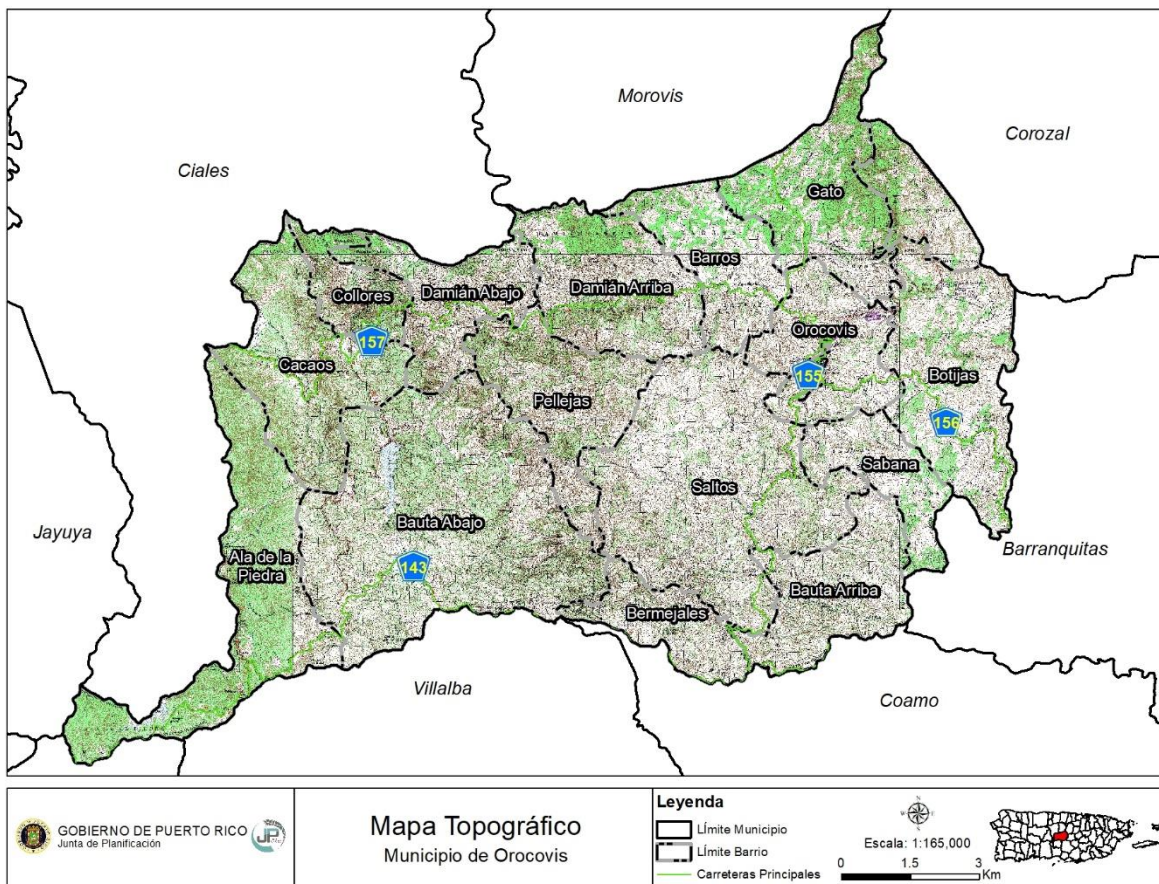 Morovis
Corozal
Ciales
Gato
Barros
Collores
Damián Abajo
Damián Arriba
157
Orocovis
Cacaos
155
Botijas
Pellejas
156
Sabana
Saltos
Bauta Abajo
Jayuya
Ala de la
Piedra
143
Barranquitas
Bauta Arriba
Bermejales
Villalba
Coamo
GOBIERNO DE PUERTO RICO
Junta de Planificación
JP
Mapa Topográfico
Municipio de Orocovis
Leyenda
Límite Municipio
Límite Barrio
Carreteras Principales
N
Escala: 1:165,000
0 1.5 3
Km